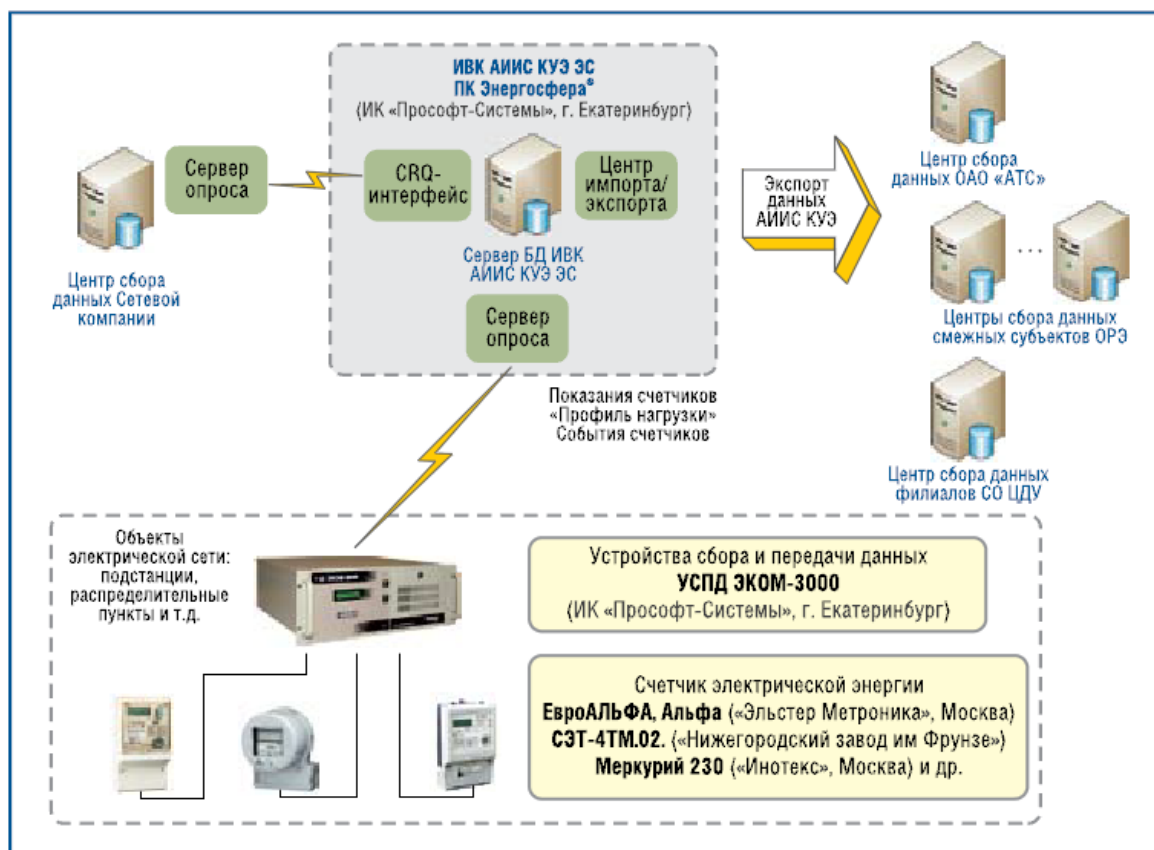 ИВК АИИС КУЭ ЭС
ПК Энергосфера®
(ИК «Прософт-Системы», г. Екатеринбург)
Сервер
опроса
CRQ-
интерфейс
Центр
импорта/
экспорта
Сервер БД ИВК
АИИС КУЭ ЭС
Центр сбора
данных Сетевой
компании
Сервер
опроса
Экспорт
данных
АИИС КУЭ
Центр сбора
данных ОАО «АТС»
...
Центры сбора данных
смежных субъектов ОРЭ
Центр сбора данных
филиалов СО ЦДУ
Показания счетчиков
«Профиль нагрузки»
События счетчиков
Объекты
электрической сети:
подстанции,
распределительные
пункты и т.д.
Устройства сбора и передачи данных
УСПД ЭКОМ-3000
(ИК «Прософт-Системы», г. Екатеринбург)
Счетчик электрической энергии
ЕвроАЛЬФА, Альфа («Эльстер Метроника», Москва)
СЭТ-4ТМ.02. («Нижегородский завод им Фрунзе»)
Меркурий 230 («Инотекс», Москва) и др.